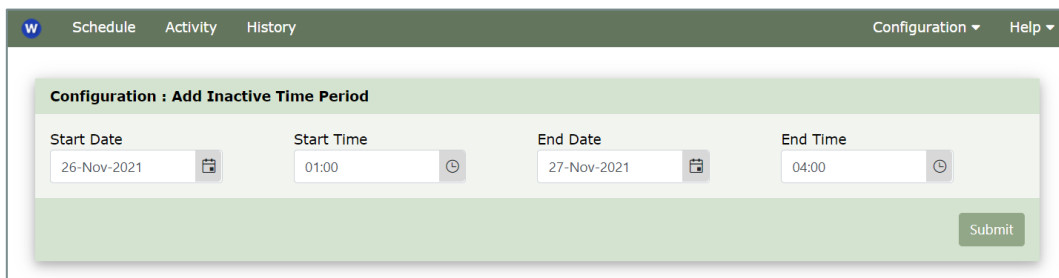 W Schedule Activity History Configuration Help
Configuration : Add Inactive Time Period
Start Date Start Time End Date End Time
26-Nov-2021 01:00 27-Nov-2021 04:00
Submit